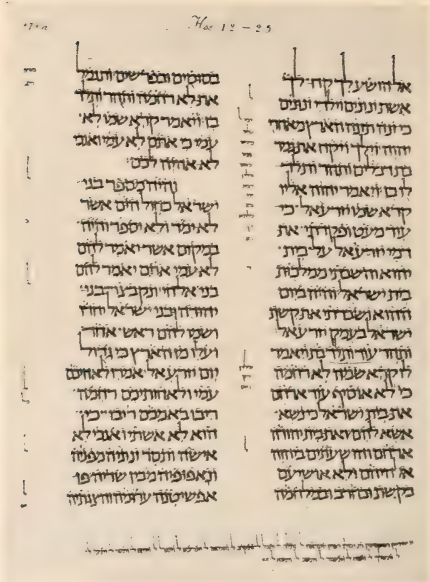 Hos. 1² — 2⁵
אל הושע לך קח לך
אשת זנונים וילדי זנונים
כי זנה תזנה הארץ מאחרי
יהוה וילך ויקח את גמר
בת דבלים ותהר ותלד
לו בן ויאמר יהוה אליו
קרא שמו יזרעאל כי
עוד מעט ופקדתי את
דמי יזרעאל על בית
יהוא והשבתי ממלכות
בית ישראל והיה ביום
ההוא ושברתי את קשת
ישראל בעמק יזרעאל
ותהר עוד ותלד בת ויאמר
לו קרא שמה לא רחמה
כי לא אוסיף עוד ארחם
את בית ישראל כי נשא
אשא להם ואת בית יהודה
ארחם והושעתים ביהוה
אלהיהם ולא אושיעם
בקשת ובחרב ובמלחמה
בסוסים ובפרשים ותגמל
את לא רחמה ותהר ותלד
בן ויאמר קרא שמו לא
עמי כי אתם לא עמי ואנכי
לא אהיה לכם
והיה מספר בני
ישראל כחול הים אשר
לא ימד ולא יספר והיה
במקום אשר יאמר להם
לא עמי אתם יאמר להם
בני אל חי ונקבצו בני
יהודה ובני ישראל יחדו
ושמו להם ראש אחד
ועלו מן הארץ כי גדול
יום יזרעאל אמרו לאחיכם
עמי ולאחותיכם רחמה
ריבו באמכם ריבו כי
היא לא אשתי ואנכי לא
אישה ותסר זנוניה מפניה
ונאפופיה מבין שדיה פן
אפשיטנה ערמה והצגתיה